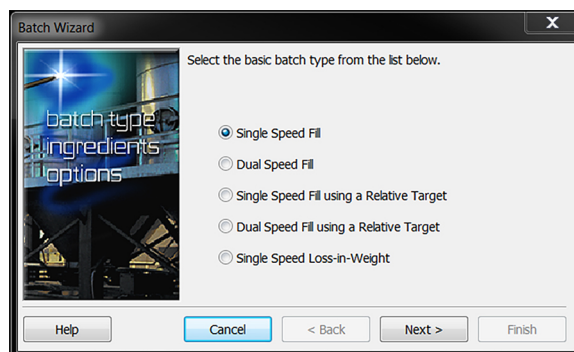 Batch Wizard
X
Select the basic batch type from the list below.
batch type
ingredients
options
Single Speed Fill
Dual Speed Fill
Single Speed Fill using a Relative Target
Dual Speed Fill using a Relative Target
Single Speed Loss-in-Weight
Help
Cancel
< Back
Next >
Finish